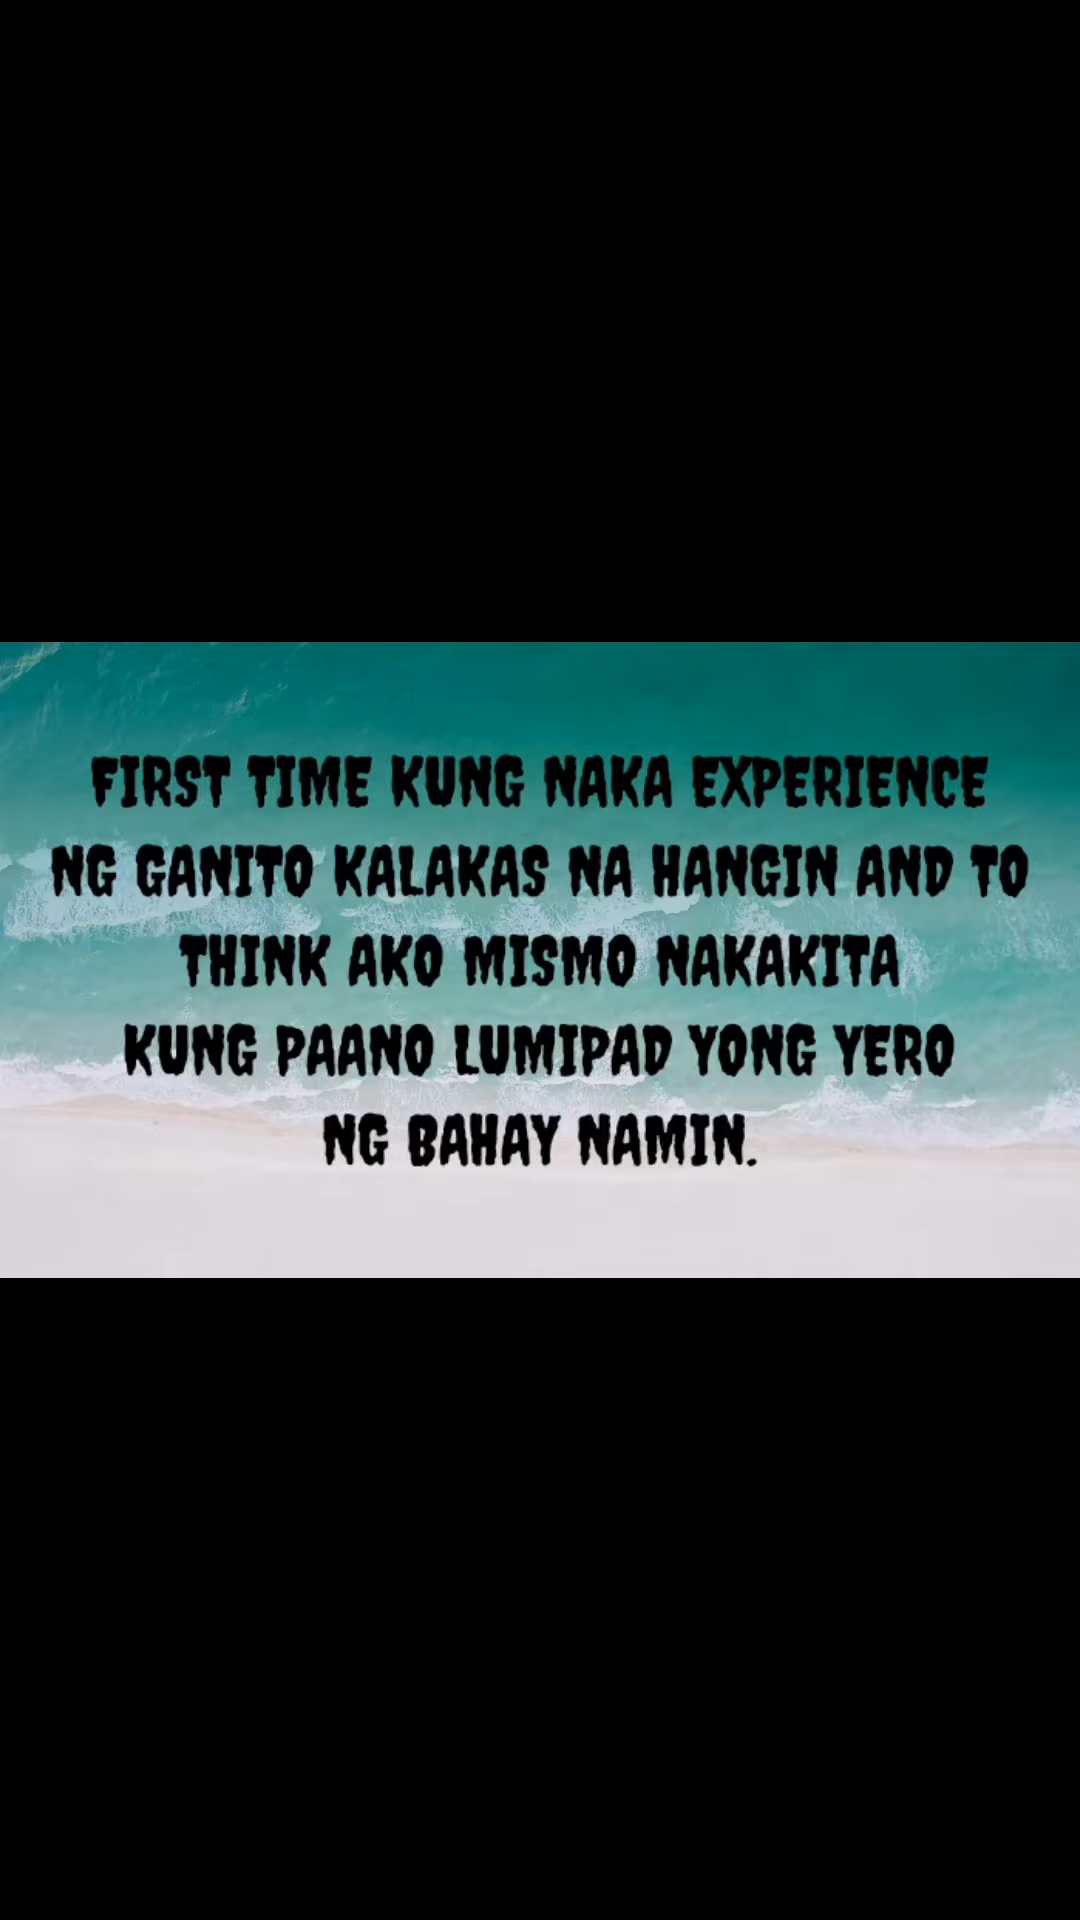 FIRST TIME KUNG NAKA EXPERIENCE
NG GANITO KALAKAS NA HANGIN AND TO
THINK AKO MISMO NAKAKITA
KUNG PAANO LUMIPAD YONG YERO
NG BAHAY NAMIN.